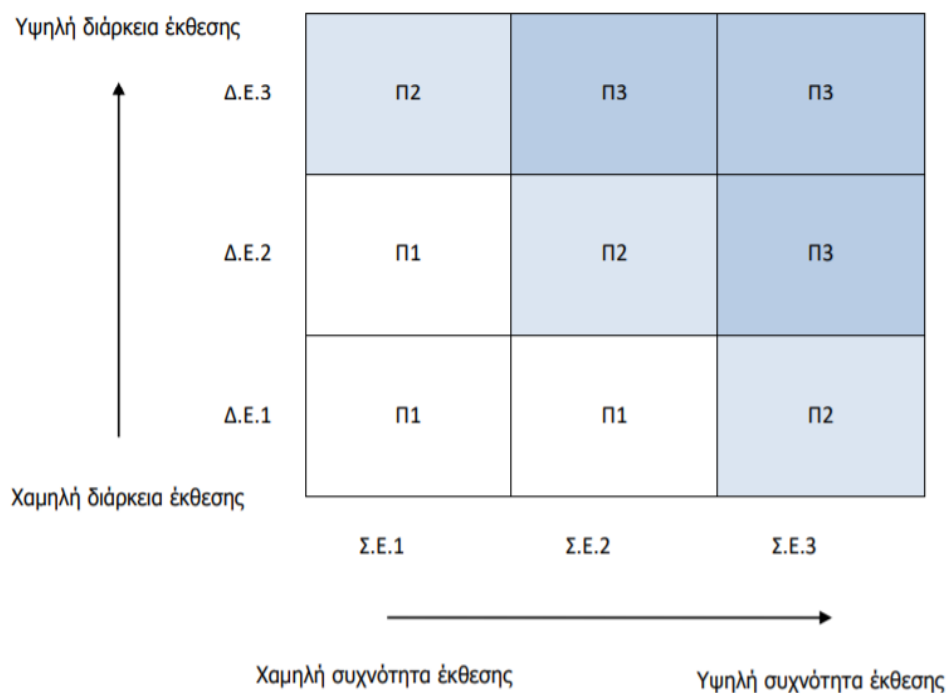 Υψηλή διάρκεια έκθεσης
Δ.Ε.3 Π2 Π3 Π3
Δ.Ε.2 Π1 Π2 Π3
Δ.Ε.1 Π1 Π1 Π2
Χαμηλή διάρκεια έκθεσης
Σ.Ε.1 Σ.Ε.2 Σ.Ε.3
Χαμηλή συχνότητα έκθεσης Υψηλή συχνότητα έκθεσης